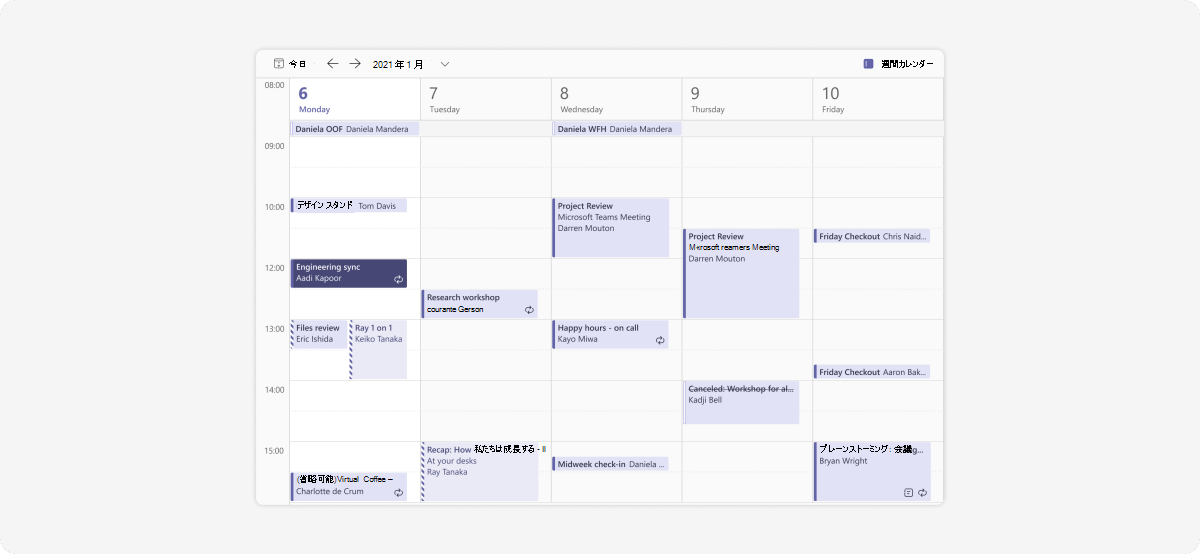 今日
2021 年 1 月
週間カレンダー
08:00
6
Monday
7
Tuesday
8
Wednesday
9
Thursday
10
Friday
Daniela OOF Daniela Mandera
Daniela WFH Daniela Mandera
09:00
10:00
デザイン スタンド Tom Davis
Project Review
Microsoft Teams Meeting
Darren Mouton
Project Review
Meeting
Darren Mouton
Friday Checkout Chris Naid...
12:00
Engineering sync
Aadi Kapoor
Research workshop
courante Gerson
13:00
Files review
Eric Ishida
Ray 1 on 1
Keiko Tanaka
Happy hours - on call
Kayo Miwa
Friday Checkout Aaron Bak...
14:00
Canceled: Workshop for al...
Kadji Bell
15:00
Recap: How 私たちは成長する -
At your desks
Ray Tanaka
Midweek check-in Daniela ...
ブレーンストーミング: 会議g...
Bryan Wright
(省略可能)Virtual Coffee –
Charlotte de Crum